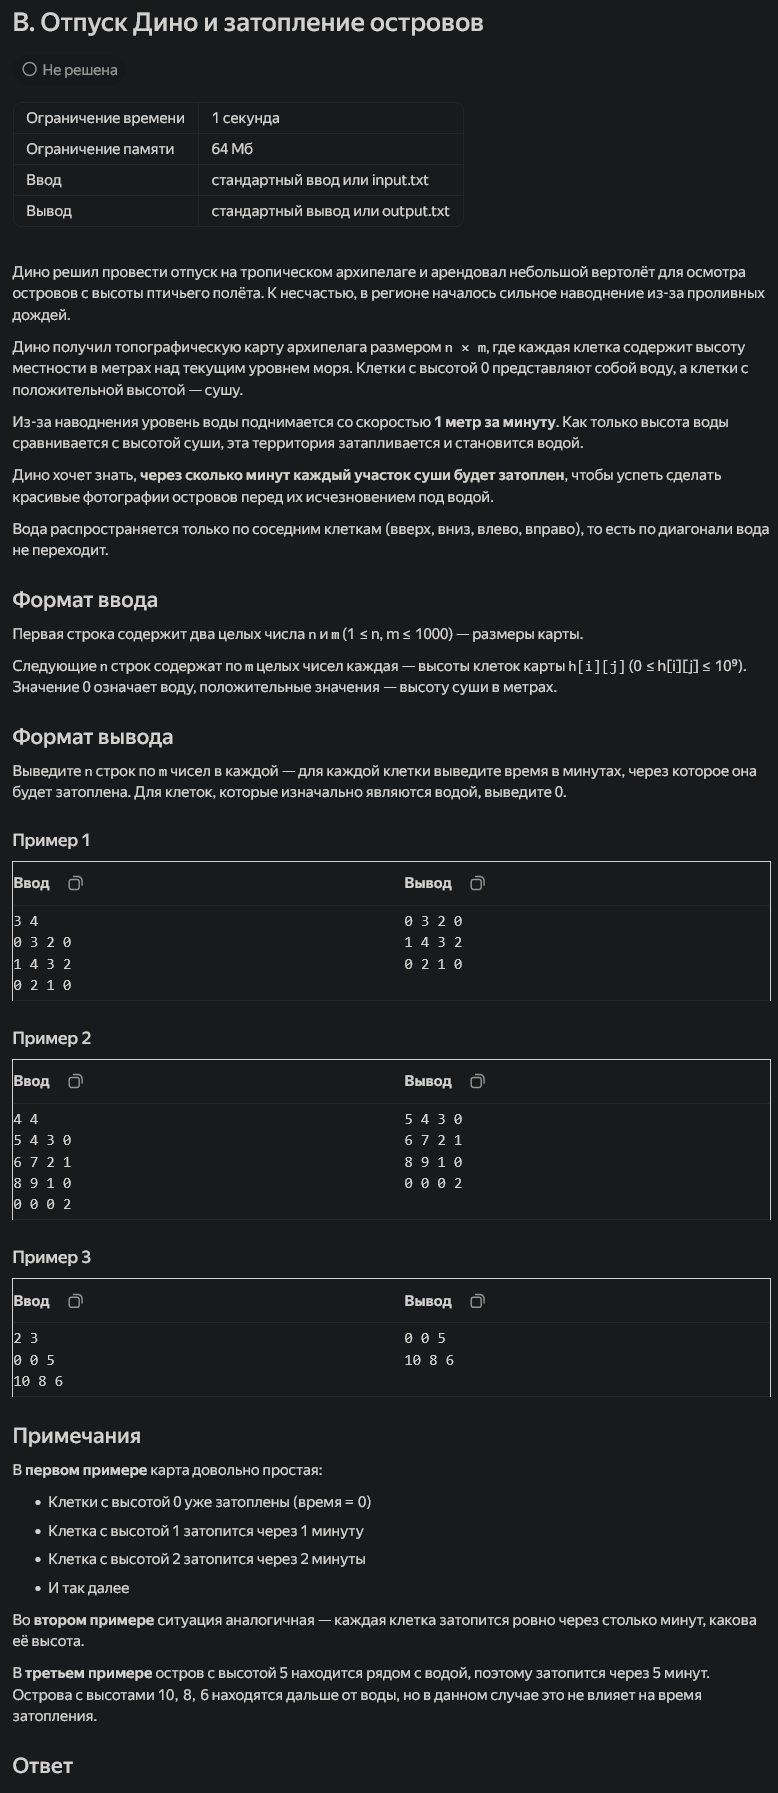 В. Отпуск Дино и затопление островов
Не решена
Ограничение времени 1 секунда
Ограничение памяти 64 Мб
Ввод стандартный ввод или input.txt
Вывод стандартный вывод или output.txt
Дино решил провести отпуск на тропическом архипелаге и арендовал небольшой вертолёт для осмотра
островов с высоты птичьего полёта. К несчастью, в регионе началось сильное наводнение из-за проливных
дождей.
Дино получил топографическую карту архипелага размером n × m, где каждая клетка содержит высоту
местности в метрах над текущим уровнем моря. Клетки с высотой 0 представляют собой воду, а клетки с
положительной высотой — сушу.
Из-за наводнения уровень воды поднимается со скоростью 1 метр за минуту. Как только высота воды
сравнивается с высотой суши, эта территория затапливается и становится водой.
Дино хочет знать, через сколько минут каждый участок суши будет затоплен, чтобы успеть сделать
красивые фотографии островов перед их исчезновением под водой.
Вода распространяется только по соседним клеткам (вверх, вниз, влево, вправо), то есть по диагонали вода
не переходит.
Формат ввода
Первая строка содержит два целых числа n и m (1 ≤ n, m ≤ 1000) — размеры карты.
Следующие n строк содержат по m целых чисел каждая — высоты клеток карты h[i][j] (0 ≤ h[i][j] ≤ 10⁹).
Значение 0 означает воду, положительные значения — высоту суши в метрах.
Формат вывода
Выведите n строк по m чисел в каждой — для каждой клетки выведите время в минутах, через которое она
будет затоплена. Для клеток, которые изначально являются водой, выведите 0.
Пример 1
Ввод Вывод
3 4 0 3 2 0
0 3 2 0 1 4 3 2
1 4 3 2 0 2 1 0
0 2 1 0
Пример 2
Ввод Вывод
4 4 5 4 3 0
5 4 3 0 6 7 2 1
6 7 2 1 8 9 1 0
8 9 1 0 0 0 0 2
0 0 0 2
Пример 3
Ввод Вывод
2 3 0 0 5
0 0 5 10 8 6
10 8 6
Примечания
В первом примере карта довольно простая:
• Клетки с высотой 0 уже затоплены (время = 0)
• Клетка с высотой 1 затопится через 1 минуту
• Клетка с высотой 2 затопится через 2 минуты
• И так далее
Во втором примере ситуация аналогичная — каждая клетка затопится ровно через столько минут, какова
её высота.
В третьем примере остров с высотой 5 находится рядом с водой, поэтому затопится через 5 минут.
Острова с высотами 10, 8, 6 находятся дальше от воды, но в данном случае это не влияет на время
затопления.
Ответ